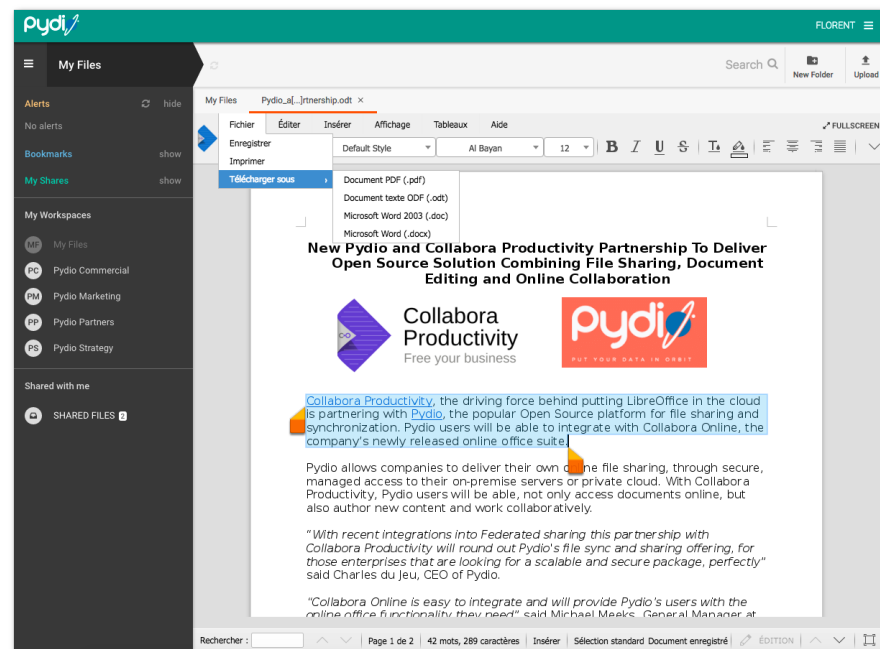 Pydio
FLORENT
My Files
Search
New Folder
Upload
Alerts
hide
No alerts
Bookmarks
show
My Shares
show
My Workspaces
MF My Files
PC Pydio Commercial
PM Pydio Marketing
PP Pydio Partners
PS Pydio Strategy
Shared with me
SHARED FILES 2
My Files
Pydio_a[...]rtnership.odt ×
Fichier Éditer Insérer Affichage Tableaux Aide
FULLSCREEN
Enregistrer
Imprimer
Télécharger sous ›
Default Style
Al Bayan
12
B I U S
Document PDF (.pdf)
Document texte ODF (.odt)
Microsoft Word 2003 (.doc)
Microsoft Word (.docx)
New Pydio and Collabora Productivity Partnership To Deliver
Open Source Solution Combining File Sharing, Document
Editing and Online Collaboration
Collabora
Productivity
Free your business
Pydio
PUT YOUR DATA IN ORBIT
Collabora Productivity, the driving force behind putting LibreOffice in the cloud
is partnering with Pydio, the popular Open Source platform for file sharing and
synchronization. Pydio users will be able to integrate with Collabora Online, the
company's newly released online office suite.
Pydio allows companies to deliver their own online file sharing, through secure,
managed access to their on-premise servers or private cloud. With Collabora
Productivity, Pydio users will be able, not only access documents online, but
also author new content and work collaboratively.
"With recent integrations into Federated sharing this partnership with
Collabora Productivity will round out Pydio's file sync and sharing offering, for
those enterprises that are looking for a scalable and secure package, perfectly"
said Charles du Jeu, CEO of Pydio.
"Collabora Online is easy to integrate and will provide Pydio's users with the
online office functionality they need" said Michael Meeks, General Manager at
Rechercher :
Page 1 de 2
42 mots, 289 caractères
Insérer
Sélection standard
Document enregistré
ÉDITION